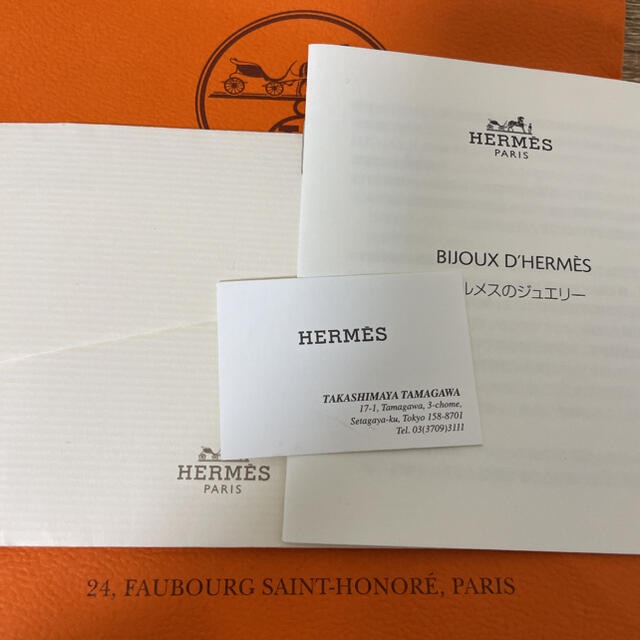 HERMÈS
PARIS
BIJOUX D'HERMÈS
ルメスのジュエリー
HERMÈS
TAKASHIMAYA TAMAGAWA
17-1, Tamagawa, 3-chome,
Setagaya-ku, Tokyo 158-8701
Tel. 03(3709)3111
HERMÈS
PARIS
24, FAUBOURG SAINT-HONORÉ, PARIS